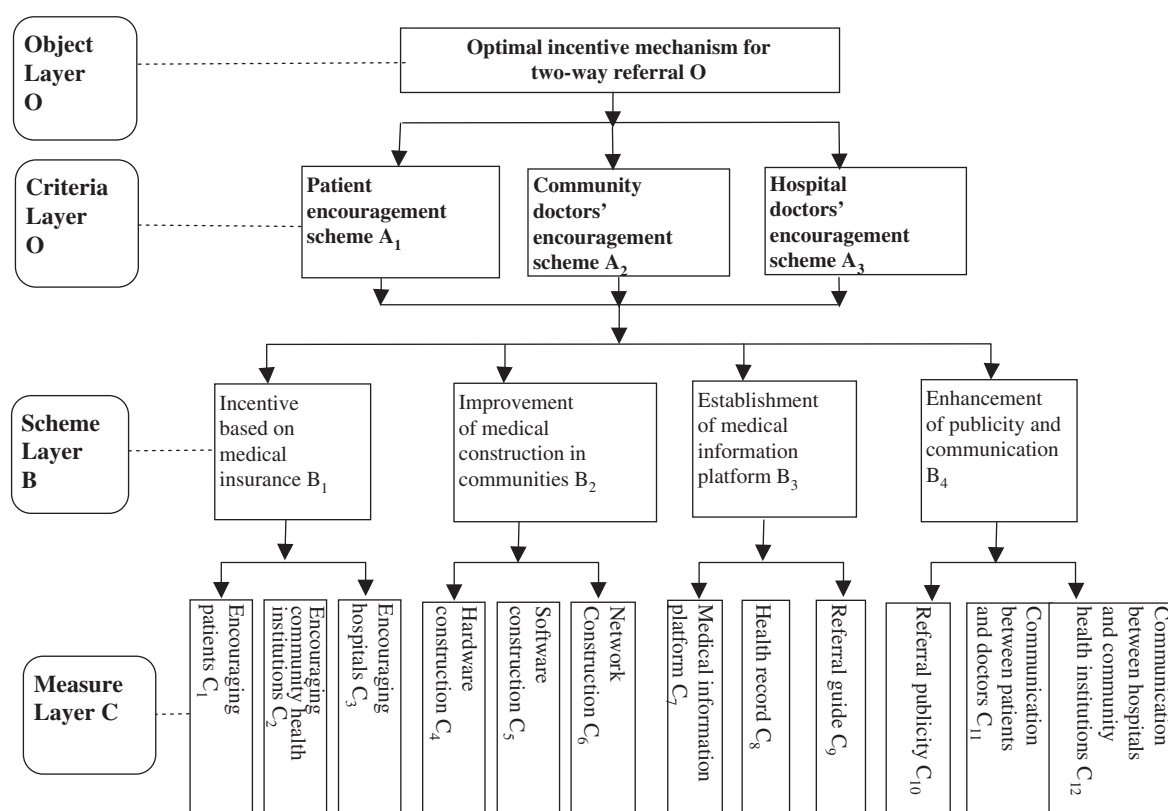 Object
Layer
O
Optimal incentive mechanism for
two-way referral O
Criteria
Layer
O
Patient
encouragement
scheme A₁
Community
doctors'
encouragement
scheme A₂
Hospital
doctors'
encouragement
scheme A₃
Scheme
Layer
B
Incentive
based on
medical
insurance B₁
Improvement
of medical
construction in
communities B₂
Establishment
of medical
information
platform B₃
Enhancement
of publicity and
communication
B₄
Measure
Layer C
Encouraging
patients C₁
Encouraging
community health
institutions C₂
Encouraging
hospitals C₃
Hardware
construction C₄
Software
construction C₅
Network
Construction C₆
Medical information
platform C₇
Health record C₈
Referral guide C₉
Referral publicity C₁₀
Communication
between patients
and doctors C₁₁
Communication
between hospitals
and community
health institutions C₁₂